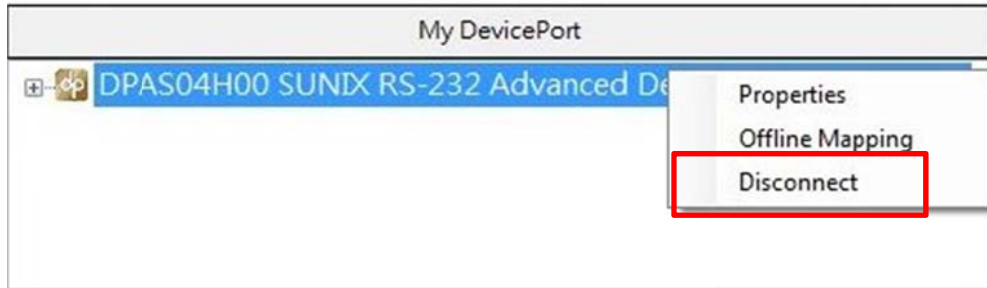 My DevicePort
DPAS04H00 SUNIX RS-232 Advanced De
Properties
Offline Mapping
Disconnect